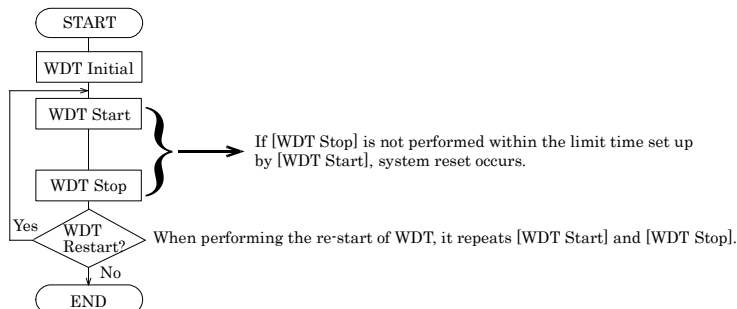 START
WDT Initial
WDT Start
If [WDT Stop] is not performed within the limit time set up
by [WDT Start], system reset occurs.
WDT Stop
Yes
WDT
Restart?
When performing the re-start of WDT, it repeats [WDT Start] and [WDT Stop].
No
END